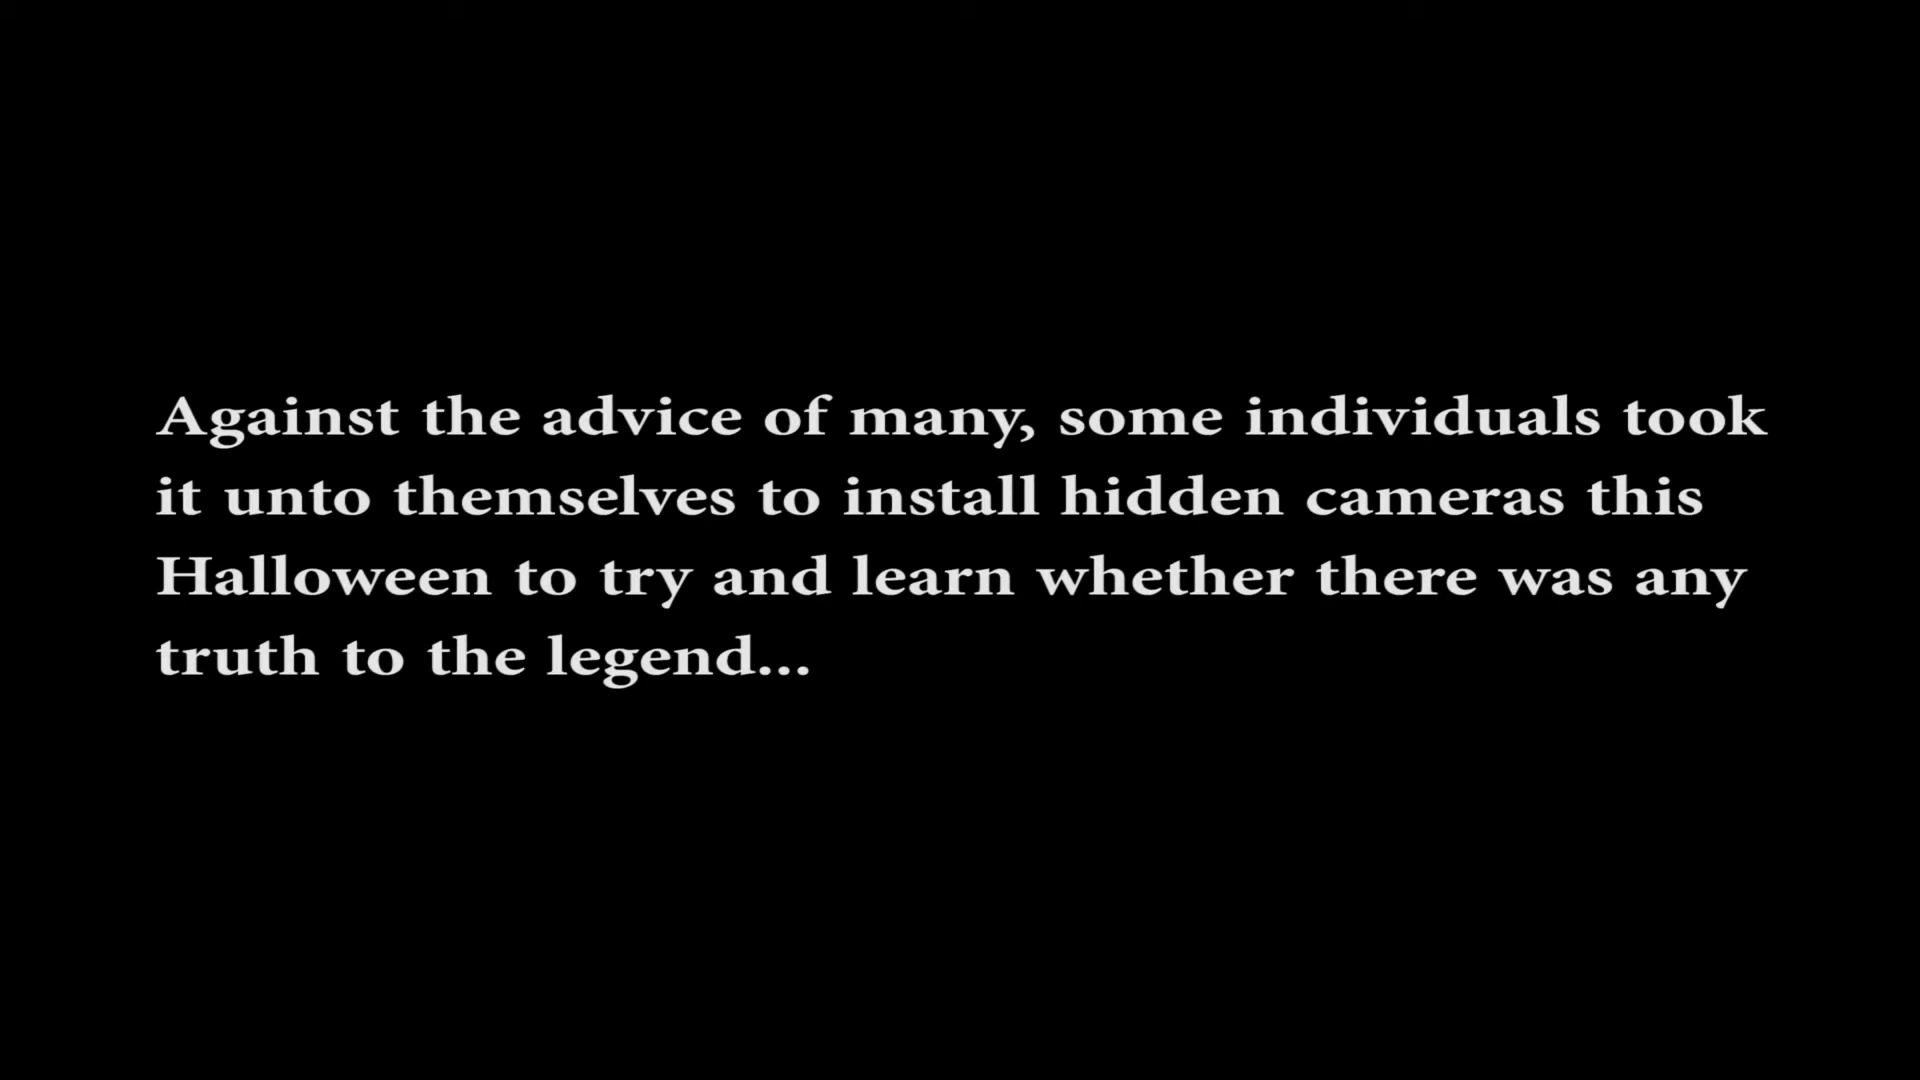 Against the advice of many, some individuals took
it unto themselves to install hidden cameras this
Halloween to try and learn whether there was any
truth to the legend...